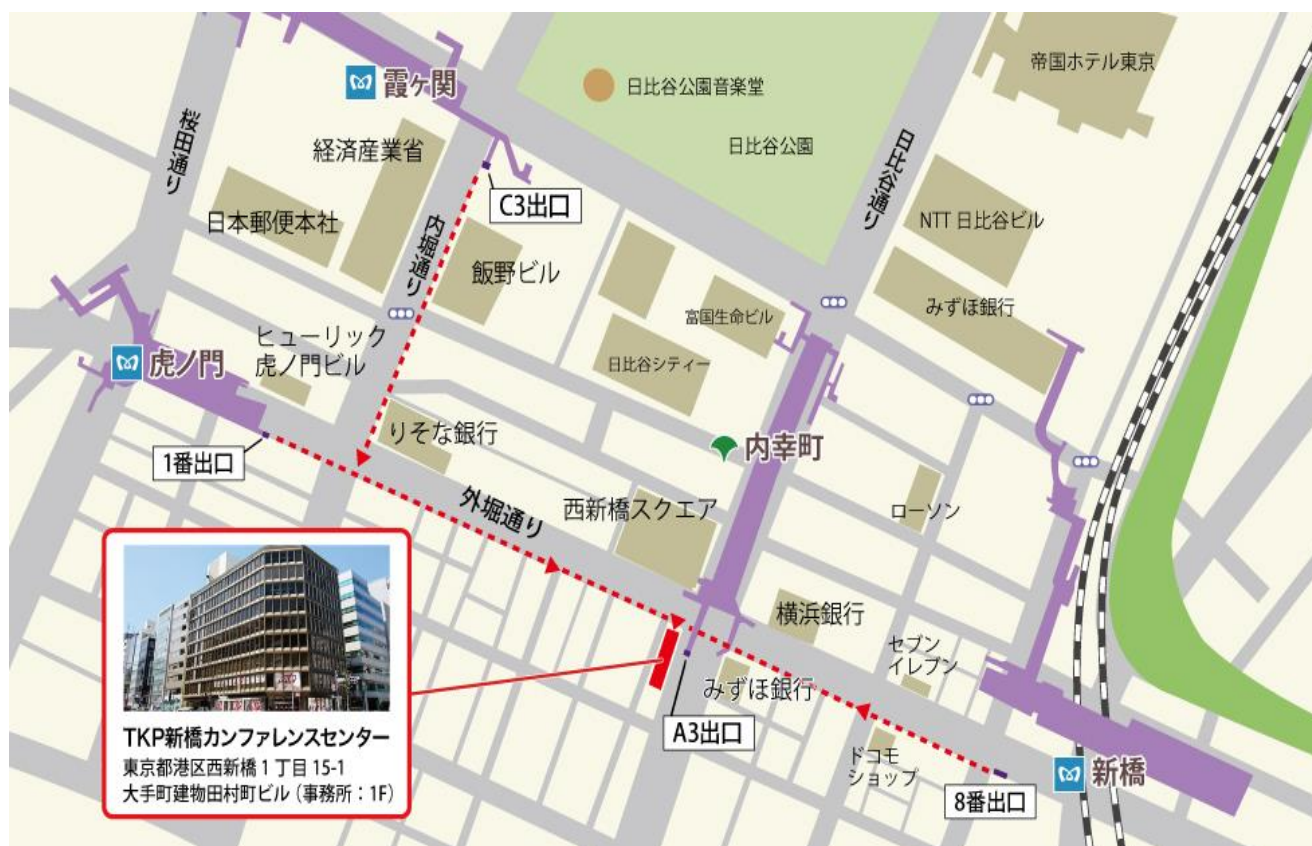 帝国ホテル東京
霞ヶ関
日比谷公園音楽堂
桜田通り
経済産業省
日比谷公園
日比谷通り
C3出口
NTT 日比谷ビル
日本郵便本社
内堀通り
飯野ビル
みずほ銀行
富国生命ビル
ヒューリック
虎ノ門ビル
虎ノ門
日比谷シティー
りそな銀行
内幸町
1番出口
外堀通り
西新橋スクエア
ローソン
横浜銀行
セブン
イレブン
みずほ銀行
A3出口
ドコモ
ショップ
新橋
8番出口
TKP新橋カンファレンスセンター
東京都港区西新橋 1 丁目 15-1
大手町建物田村町ビル (事務所：1F)